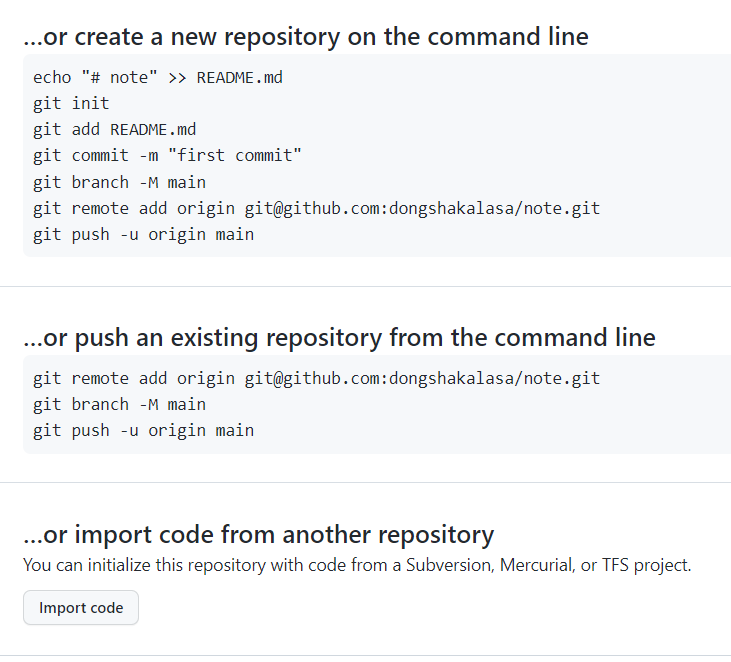 ...or create a new repository on the command line
echo "# note" >> README.md
git init
git add README.md
git commit -m "first commit"
git branch -M main
git remote add origin git@github.com:dongshakalasa/note.git
git push -u origin main
...or push an existing repository from the command line
git remote add origin git@github.com:dongshakalasa/note.git
git branch -M main
git push -u origin main
...or import code from another repository
You can initialize this repository with code from a Subversion, Mercurial, or TFS project.
Import code